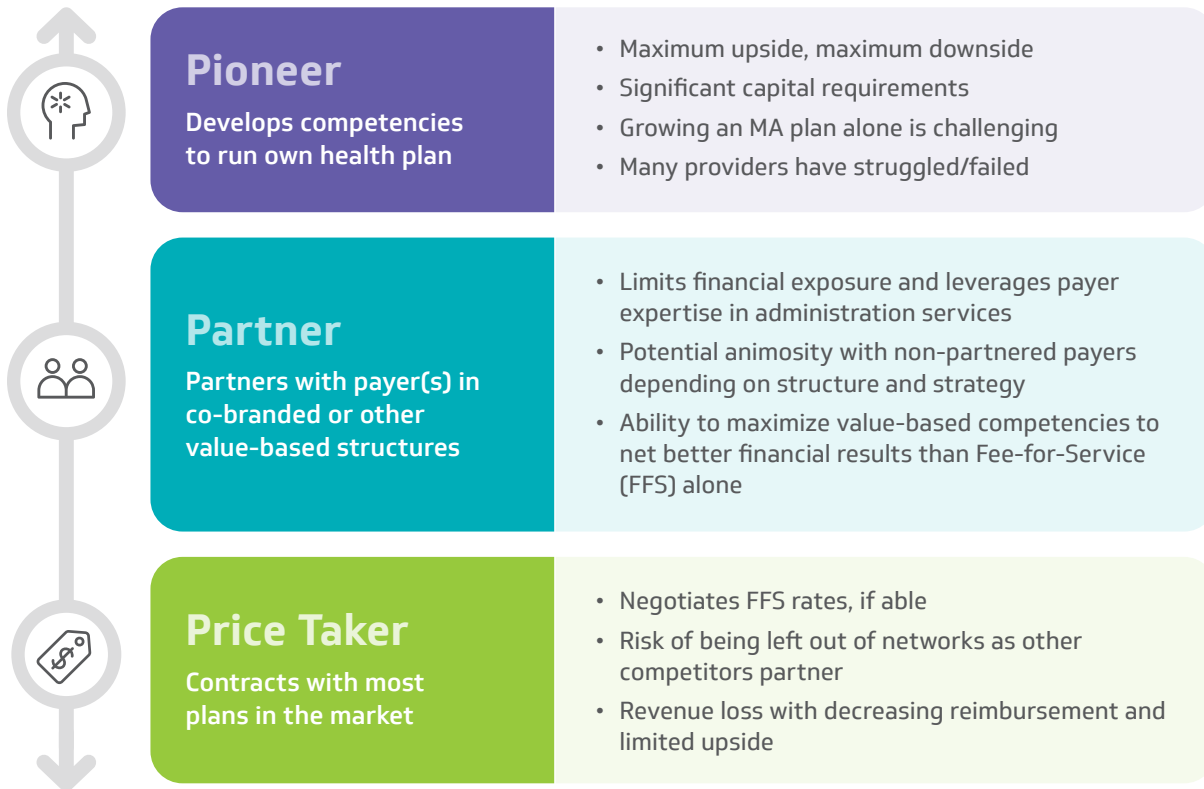 Pioneer
Develops competencies
to run own health plan
• Maximum upside, maximum downside
• Significant capital requirements
• Growing an MA plan alone is challenging
• Many providers have struggled/failed
Partner
Partners with payer(s) in
co-branded or other
value-based structures
• Limits financial exposure and leverages payer
expertise in administration services
• Potential animosity with non-partnered payers
depending on structure and strategy
• Ability to maximize value-based competencies to
net better financial results than Fee-for-Service
(FFS) alone
$
Price Taker
Contracts with most
plans in the market
• Negotiates FFS rates, if able
• Risk of being left out of networks as other
competitors partner
• Revenue loss with decreasing reimbursement and
limited upside